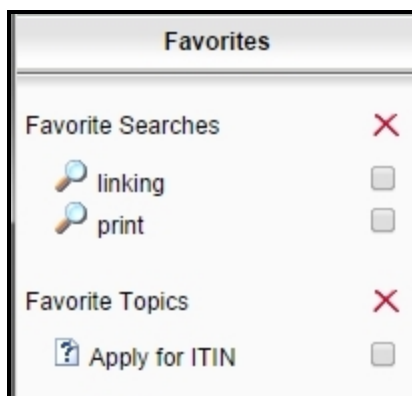 Favorites
Favorite Searches
linking
print
Favorite Topics
Apply for ITIN